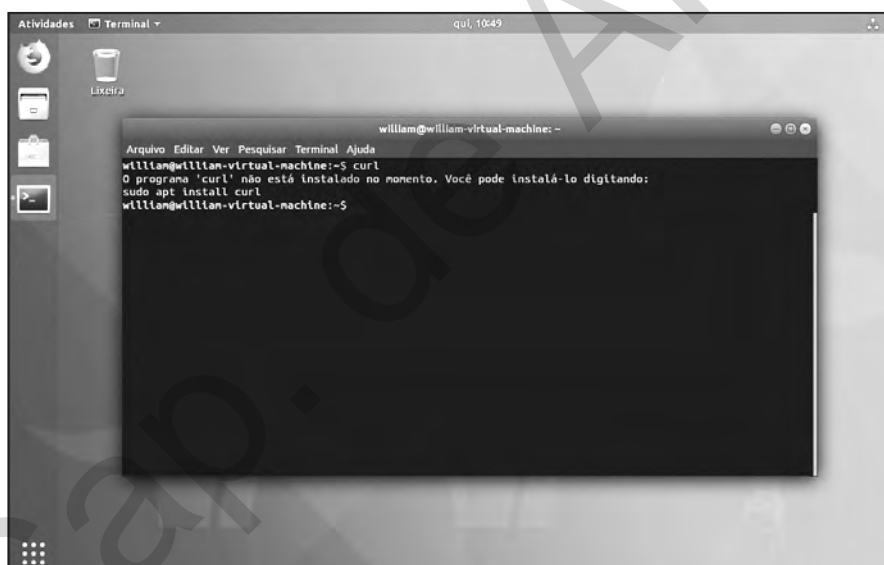 Atividades Terminal qui, 10:49
Lixeira
william@william-virtual-machine: ~
Arquivo Editar Ver Pesquisar Terminal Ajuda
william@william-virtual-machine:~$ curl
O programa 'curl' não está instalado no momento. Você pode instalá-lo digitando:
sudo apt install curl
william@william-virtual-machine:~$
Cap. de A